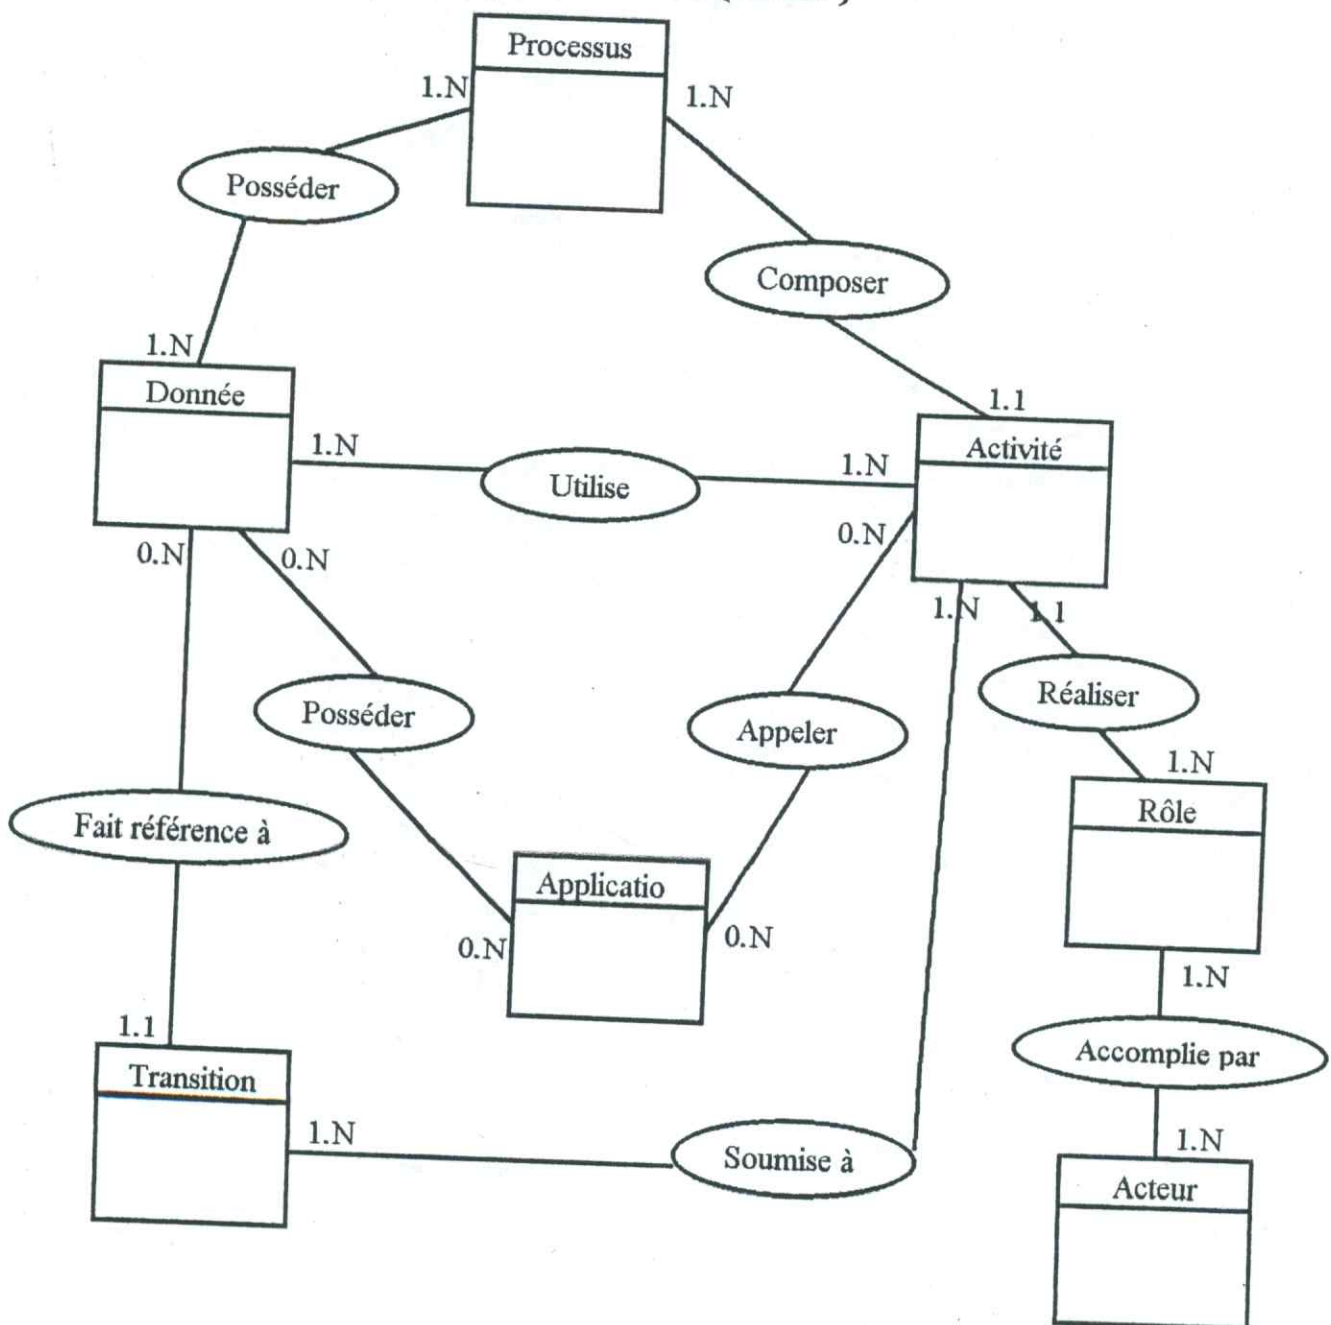 Processus
1.N
1.N
Posséder
Composer
1.N
1.1
Donnée
Activité
1.N
1.N
Utilise
0.N
0.N
0.N
1.N
1.1
Réaliser
Posséder
Appeler
1.N
Rôle
Fait référence à
Applicatio
0.N
0.N
1.N
1.1
Accomplie par
Transition
1.N
1.N
Soumise à
Acteur